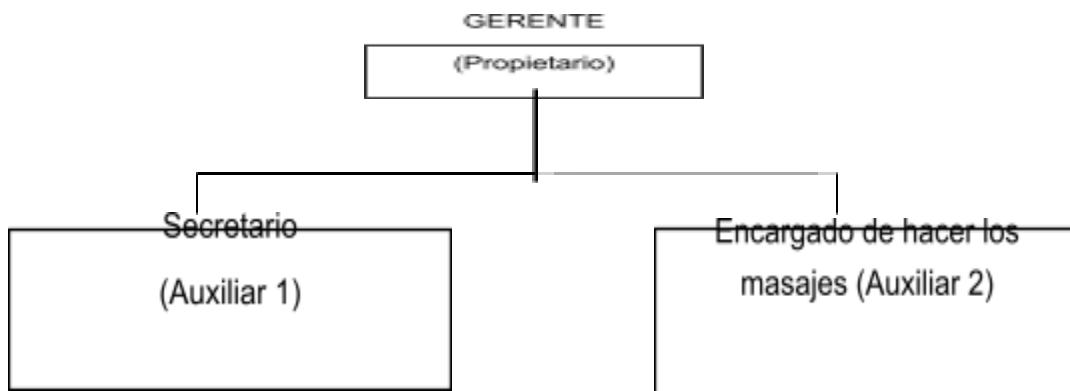 GERENTE
(Propietario)
Secretario
(Auxiliar 1)
Encargado de hacer los
masajes (Auxiliar 2)